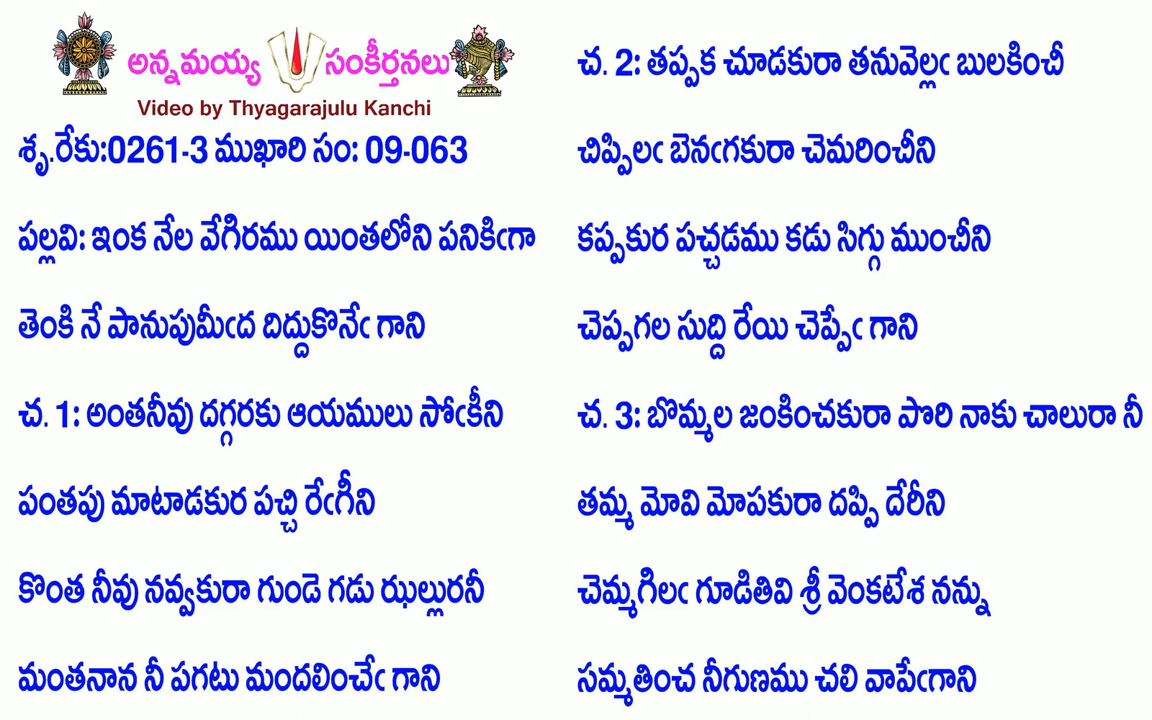 అన్నమయ్య సంకీర్తనలు
Video by Thyagarajulu Kanchi
శృ.రేకు:0261-3 ముఖారి సం: 09-063
పల్లవి: ఇంక నేల వేగిరము యింతలోని పనికిఁగా
తెంకి నే పానుపుమీఁద దిద్దుకొనేఁ గాని
చ. 1: అంతనీవు దగ్గరకు ఆయములు సోఁకీని
పంతపు మాటాడకుర పచ్చి రేఁగీని
కొంత నీవు నవ్వకురా గుండె గడు ఝల్లురనీ
మంతనాన నీ పగటు మందలించేఁ గాని
చ. 2: తప్పక చూడకురా తనువెల్లఁ బులకించీ
చిప్పిలఁ బెనఁగకురా చెమరించీని
కప్పకుర పచ్చడము కడు సిగ్గు ముంచీని
చెప్పగల సుద్ది రేయి చెప్పేఁ గాని
చ. 3: బొమ్మల జంకించకురా పొరి నాకు చాలురా నీ
తమ్మ మోవి మోపకురా దప్పి దేరీని
చెమ్మగిలఁ గూడితివి శ్రీ వెంకటేశ నన్ను
సమ్మతించ నీగుణము చలి వాపేఁగాని